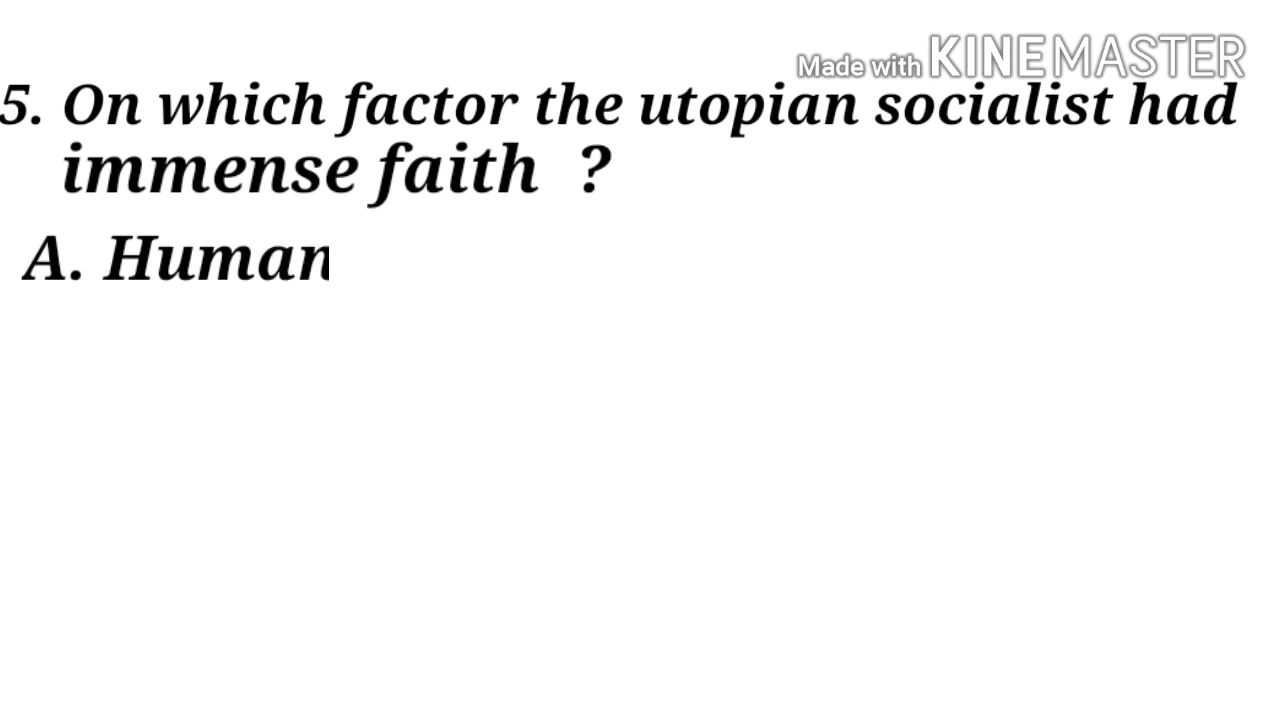 Made with KINEMASTER
5. On which factor the utopian socialist had
immense faith ?
A. Human